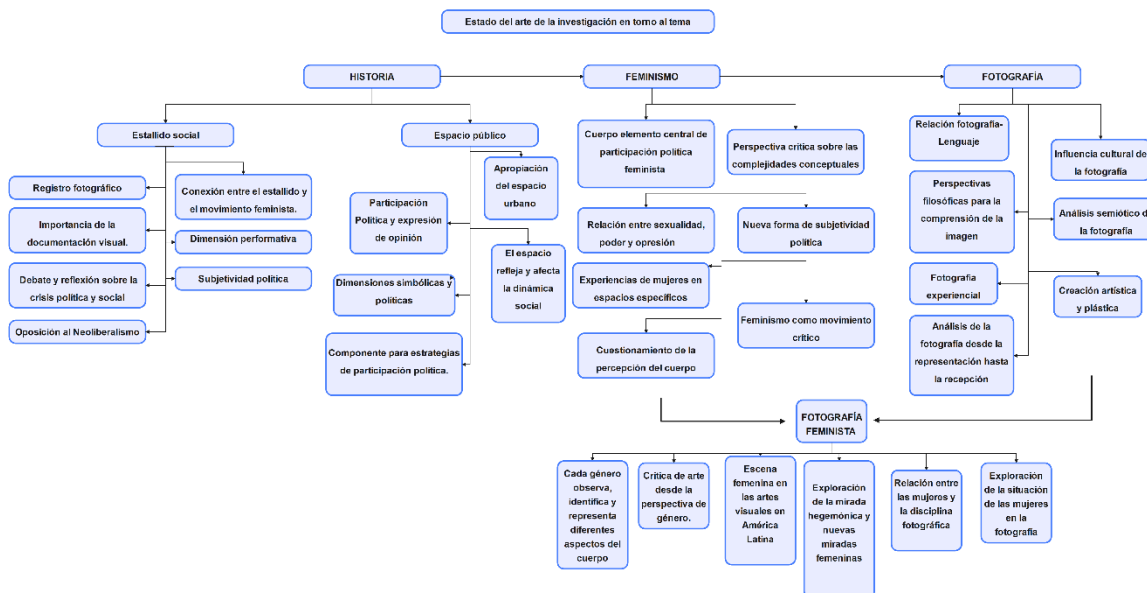 Estado del arte de la investigación en torno al tema
HISTORIA
FEMINISMO
FOTOGRAFÍA
Estallido social
Registro fotográfico
Importancia de la
documentación visual.
Debate y reflexión sobre la
crisis política y social
Oposición al Neoliberalismo
Conexión entre el estallido y
el movimiento feminista.
Dimensión performativa
Subjetividad política
Espacio público
Apropiación
del espacio
urbano
Participación
Política y expresión
de opinión
El espacio
refleja y afecta
la dinámica
social
Dimensiones simbólicas y
políticas
Componente para estrategias
de participación política.
Cuerpo elemento central de
participación política
feminista
Perspectiva crítica sobre las
complejidades conceptuales
Relación entre sexualidad,
poder y opresión
Nueva forma de subjetividad
política
Experiencias de mujeres en
espacios específicos
Feminismo como movimiento
crítico
Cuestionamiento de la
percepción del cuerpo
Relación fotografía-
Lenguaje
Influencia cultural de
la fotografía
Perspectivas
filosóficas para la
comprensión de la
imagen
Análisis semiótico de
la fotografía
Fotografía
experiencial
Creación artística
y plástica
Análisis de la
fotografía desde la
representación hasta
la recepción
FOTOGRAFÍA
FEMINISTA
Cada género
observa,
identifica y
representa
diferentes
aspectos del
cuerpo
Crítica de arte
desde la
perspectiva de
género.
Escena
femenina en
las artes
visuales en
América
Latina
Exploración
de la mirada
hegemónica y
nuevas
miradas
femeninas
Relación entre
las mujeres y
la disciplina
fotográfica
Exploración
de la situación
de las mujeres
en la
fotografía